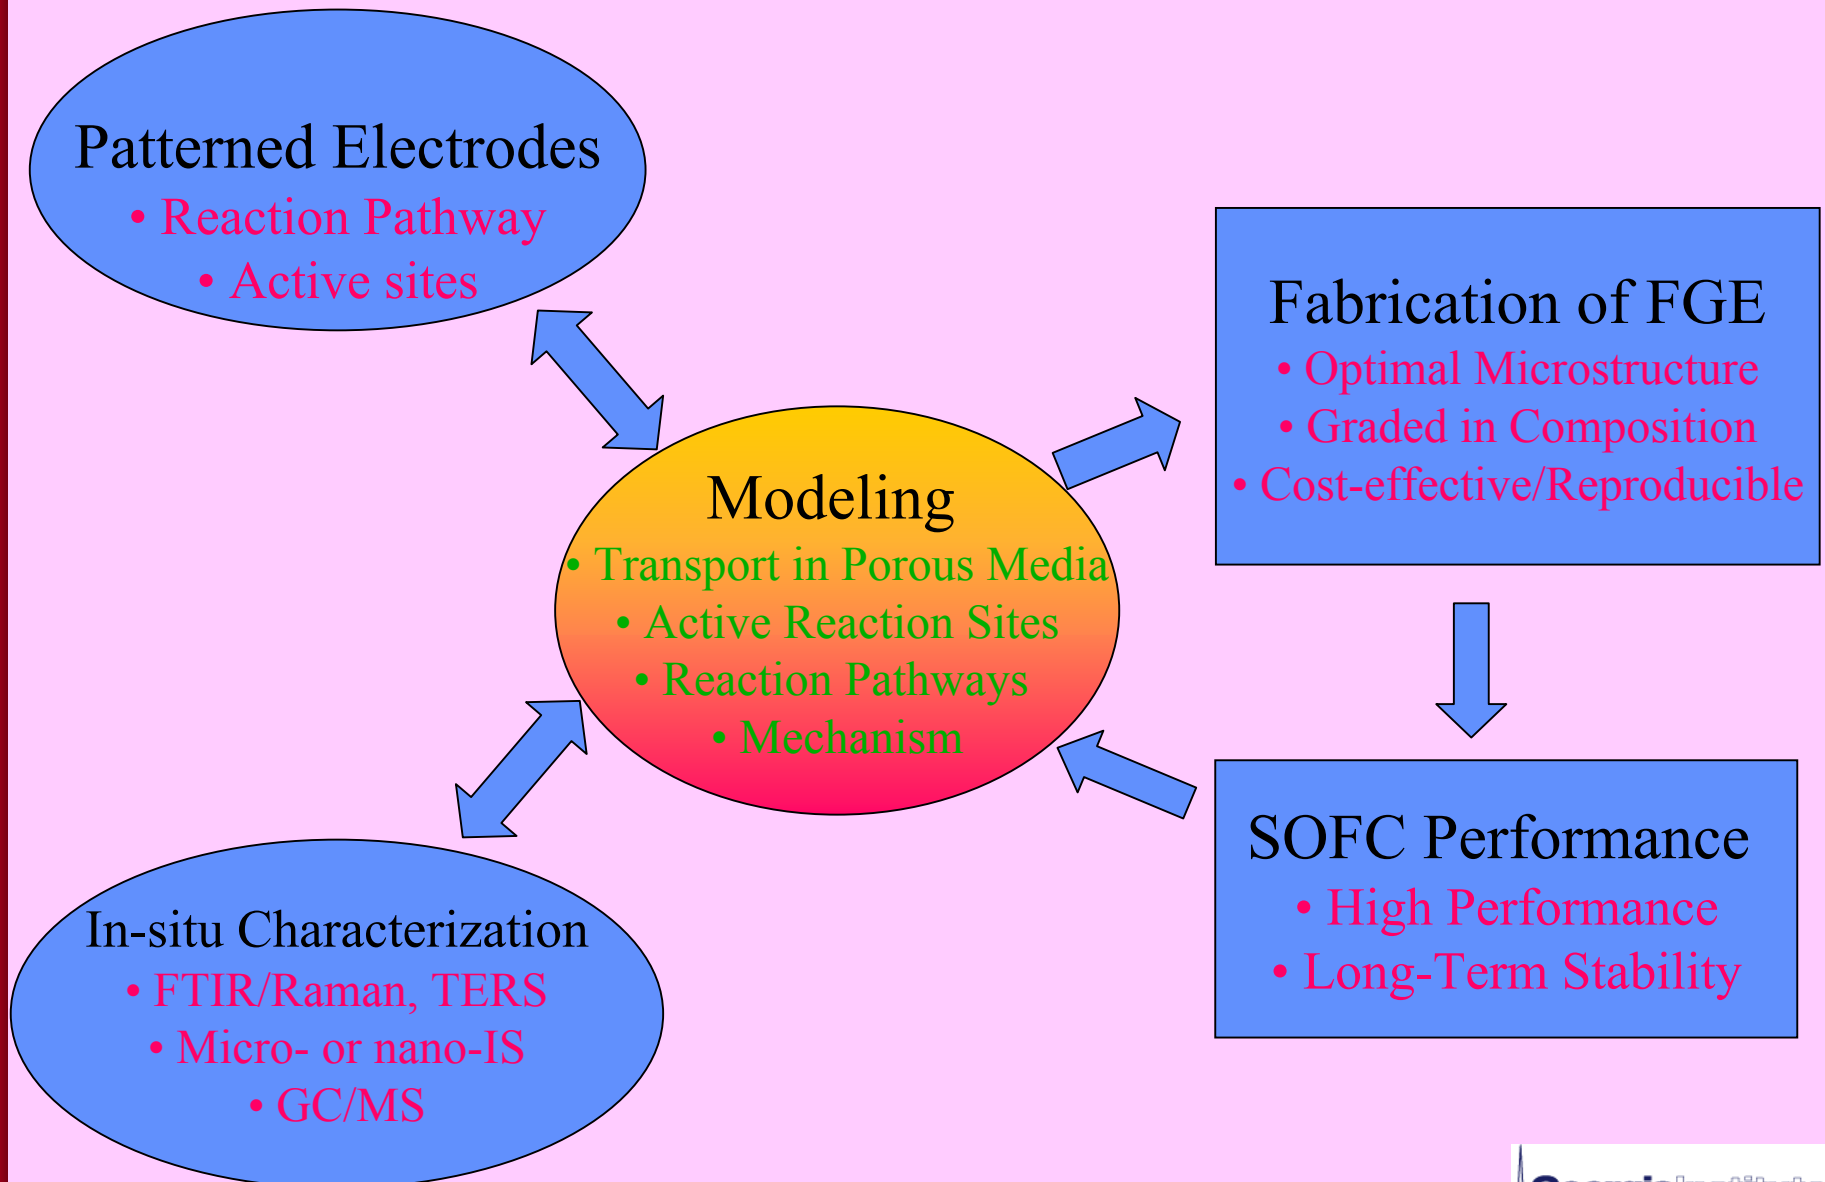 Patterned Electrodes
• Reaction Pathway
• Active sites
Modeling
• Transport in Porous Media
• Active Reaction Sites
• Reaction Pathways
• Mechanism
In-situ Characterization
• FTIR/Raman, TERS
• Micro- or nano-IS
• GC/MS
Fabrication of FGE
• Optimal Microstructure
• Graded in Composition
• Cost-effective/Reproducible
SOFC Performance
• High Performance
• Long-Term Stability